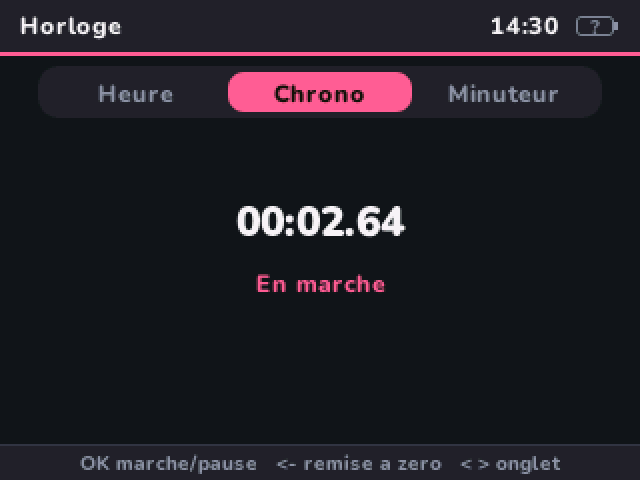 Horloge 14:30 ?
Heure Chrono Minuteur
00:02.64
En marche
OK marche/pause <- remise a zero < > onglet